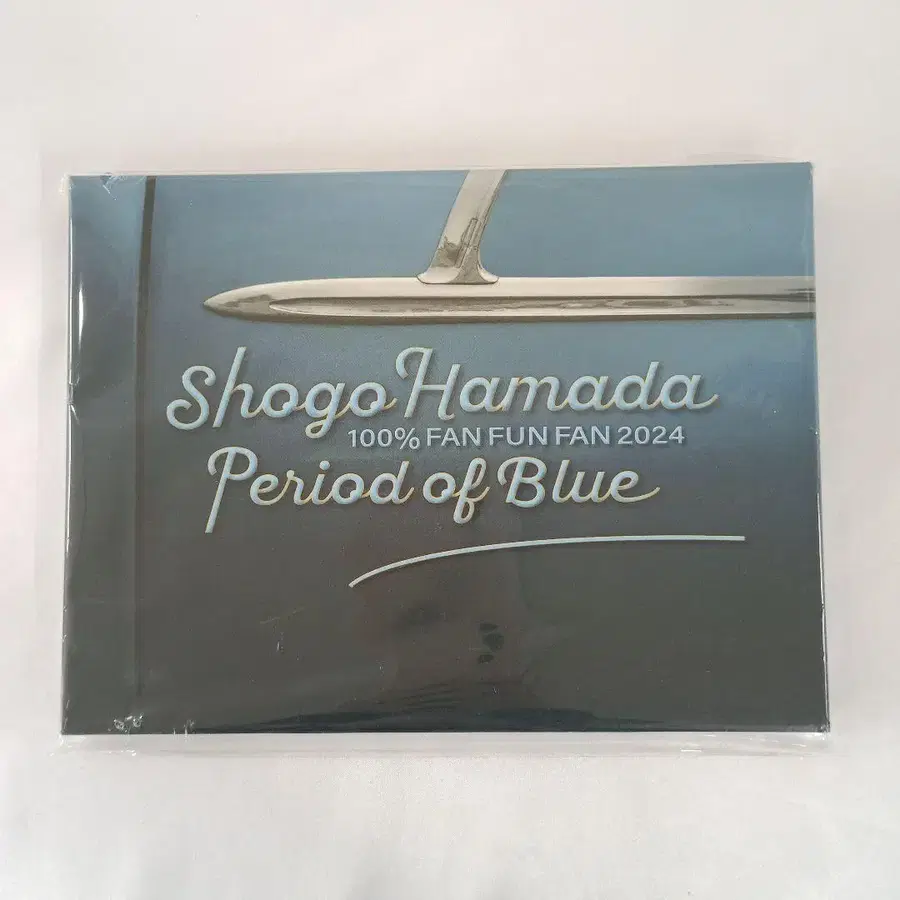 Shogo Hamada
100% FAN FUN FAN 2024
Period of Blue